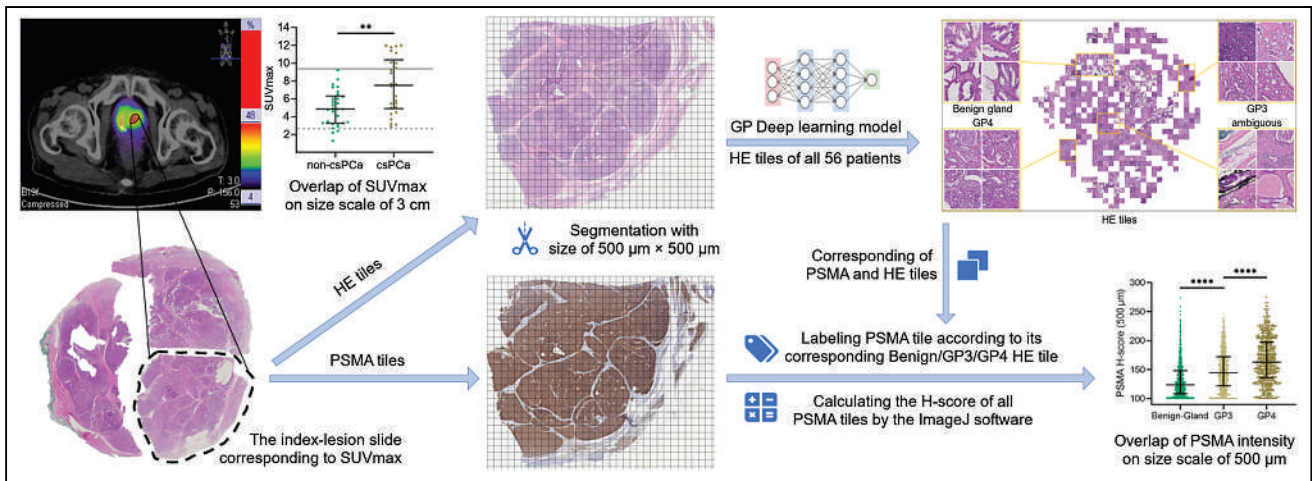 %
48
4
B19f
Compressed
T: 3.0
53
**
SUVmax
14
12
10
8
6
4
2
non-csPCa
csPCa
Overlap of SUVmax
on size scale of 3 cm
HE tiles
PSMA tiles
The index-lesion slide
corresponding to SUVmax
Segmentation with
size of 500 μm × 500 μm
GP Deep learning model
HE tiles of all 56 patients
Benign gland
GP4
GP3
ambiguous
HE tiles
Corresponding of
PSMA and HE tiles
Labeling PSMA tile according to its
corresponding Benign/GP3/GP4 HE tile
Calculating the H-score of all
PSMA tiles by the ImageJ software
PSMA H-score (500 μm)
300
250
200
150
100
****
****
Benign-Gland
GP3
GP4
Overlap of PSMA intensity
on size scale of 500 μm